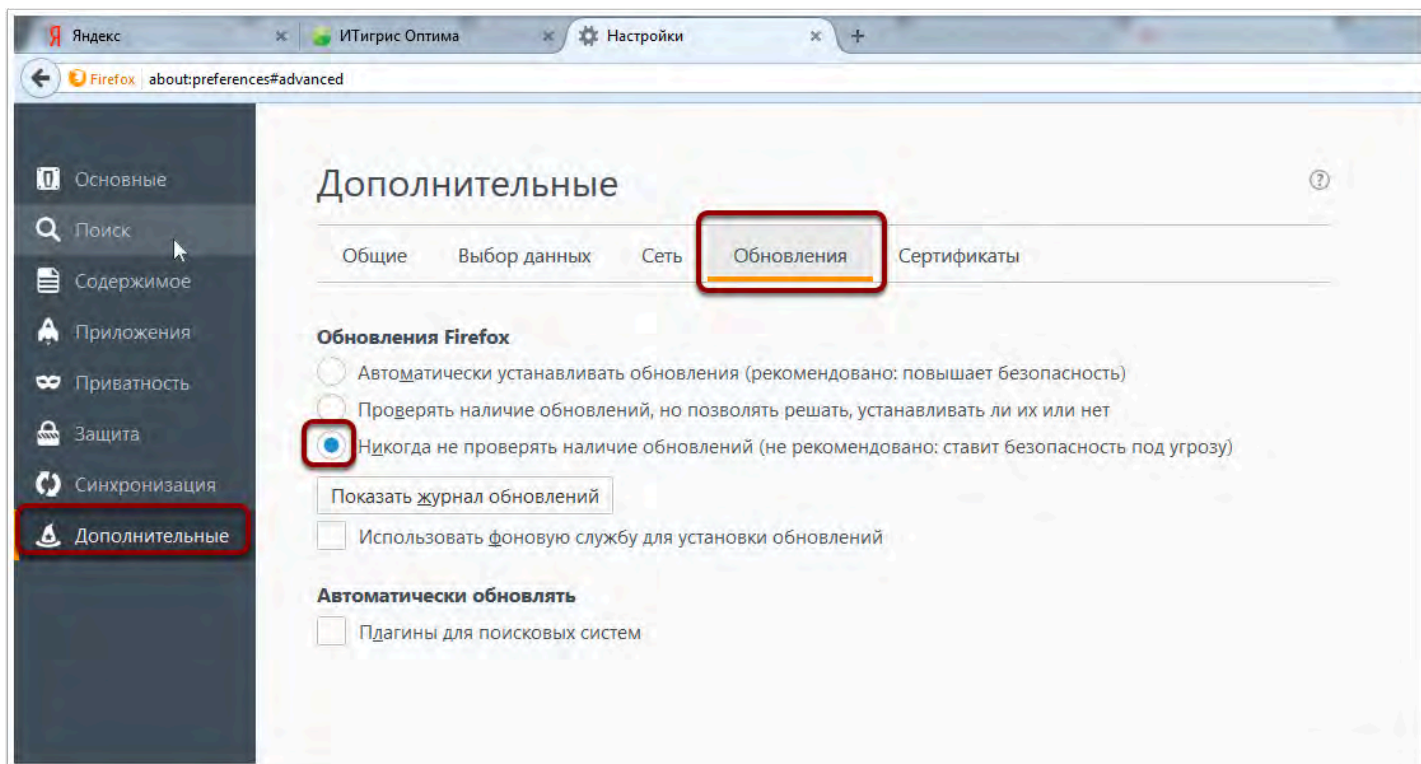 Яндекс
ИТигрис Оптима
Настройки
Firefox about:preferences#advanced
Основные
Поиск
Содержимое
Приложения
Приватность
Защита
Синхронизация
Дополнительные
Дополнительные
Общие Выбор данных Сеть Обновления Сертификаты
Обновления Firefox
Автоматически устанавливать обновления (рекомендовано: повышает безопасность)
Проверять наличие обновлений, но позволять решать, устанавливать ли их или нет
Никогда не проверять наличие обновлений (не рекомендовано: ставит безопасность под угрозу)
Показать журнал обновлений
Использовать фоновую службу для установки обновлений
Автоматически обновлять
Плагины для поисковых систем